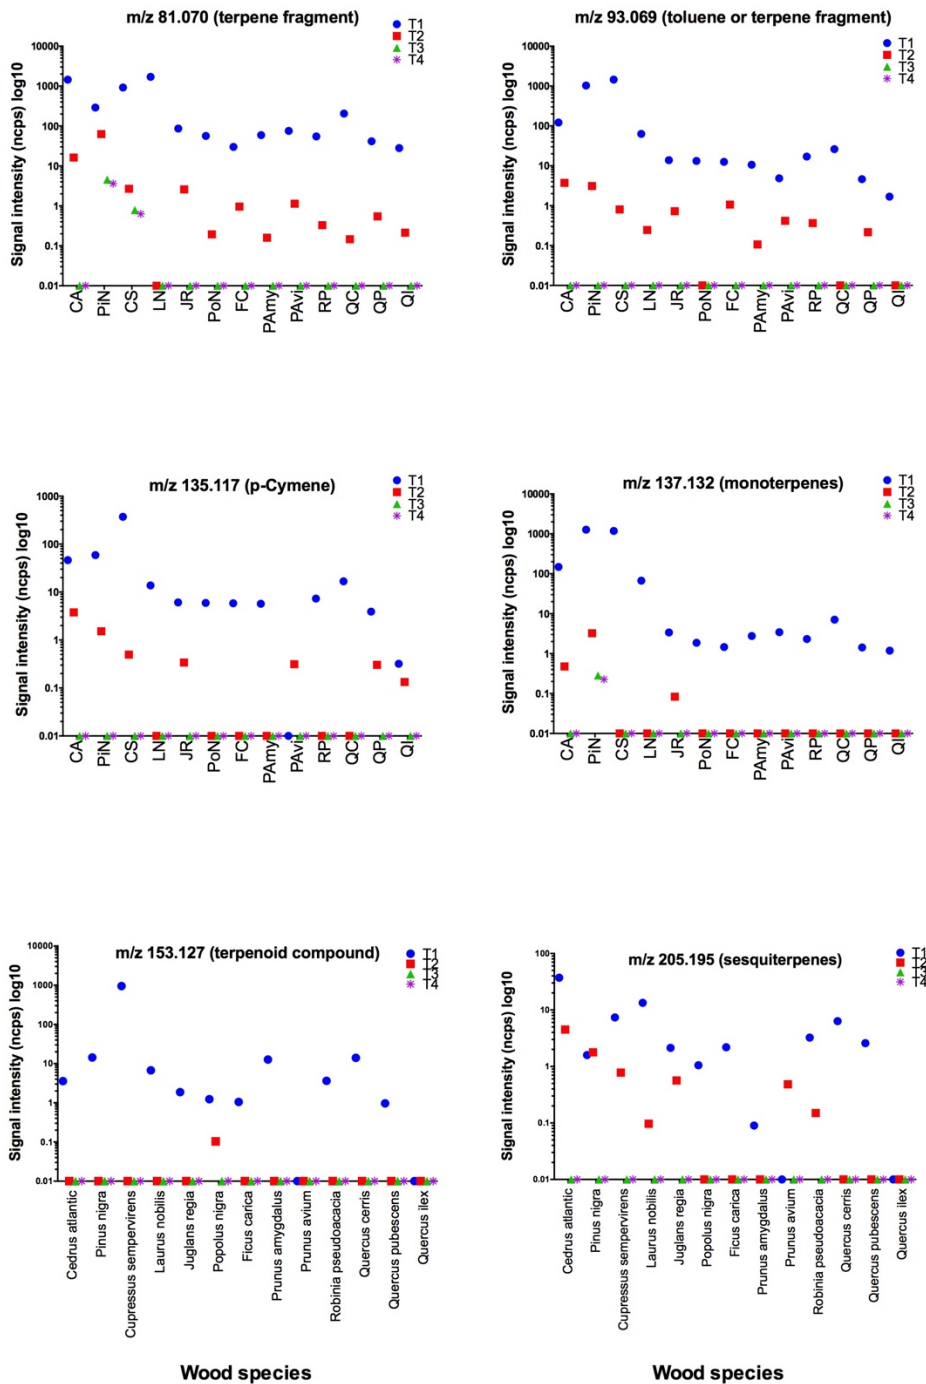 m/z 81.070 (terpene fragment)
T1
T2
T3
T4
Signal intensity (ncps) log10
10000
1000
100
10
1
0.1
0.01
CA
PiN
CS
LN
JR
PoN
FC
PAmy
PAvi
RP
QC
QP
QI
m/z 93.069 (toluene or terpene fragment)
T1
T2
T3
T4
Signal intensity (ncps) log10
10000
1000
100
10
1
0.1
0.01
CA
PiN
CS
LN
JR
PoN
FC
PAmy
PAvi
RP
QC
QP
QI
m/z 135.117 (p-Cymene)
T1
T2
T3
T4
Signal intensity (ncps) log10
1000
100
10
1
0.1
0.01
CA
PiN
CS
LN
JR
PoN
FC
PAmy
PAvi
RP
QC
QP
QI
m/z 137.132 (monoterpenes)
T1
T2
T3
T4
Signal intensity (ncps) log10
10000
1000
100
10
1
0.1
0.01
CA
PiN
CS
LN
JR
PoN
FC
PAmy
PAvi
RP
QC
QP
QI
m/z 153.127 (terpenoid compound)
T1
T2
T3
T4
Signal intensity (ncps) log10
10000
1000
100
10
1
0.1
0.01
Cedrus atlantic
Pinus nigra
Cupressus sempervirens
Laurus nobilis
Juglans regia
Popolus nigra
Ficus carica
Prunus amygdalus
Prunus avium
Robinia pseudoacacia
Quercus cerris
Quercus pubescens
Quercus ilex
Wood species
m/z 205.195 (sesquiterpenes)
T1
T2
T3
T4
Signal intensity (ncps) log10
100
10
1
0.1
0.01
Cedrus atlantic
Pinus nigra
Cupressus sempervirens
Laurus nobilis
Juglans regia
Popolus nigra
Ficus carica
Prunus amygdalus
Prunus avium
Robinia pseudoacacia
Quercus cerris
Quercus pubescens
Quercus ilex
Wood species